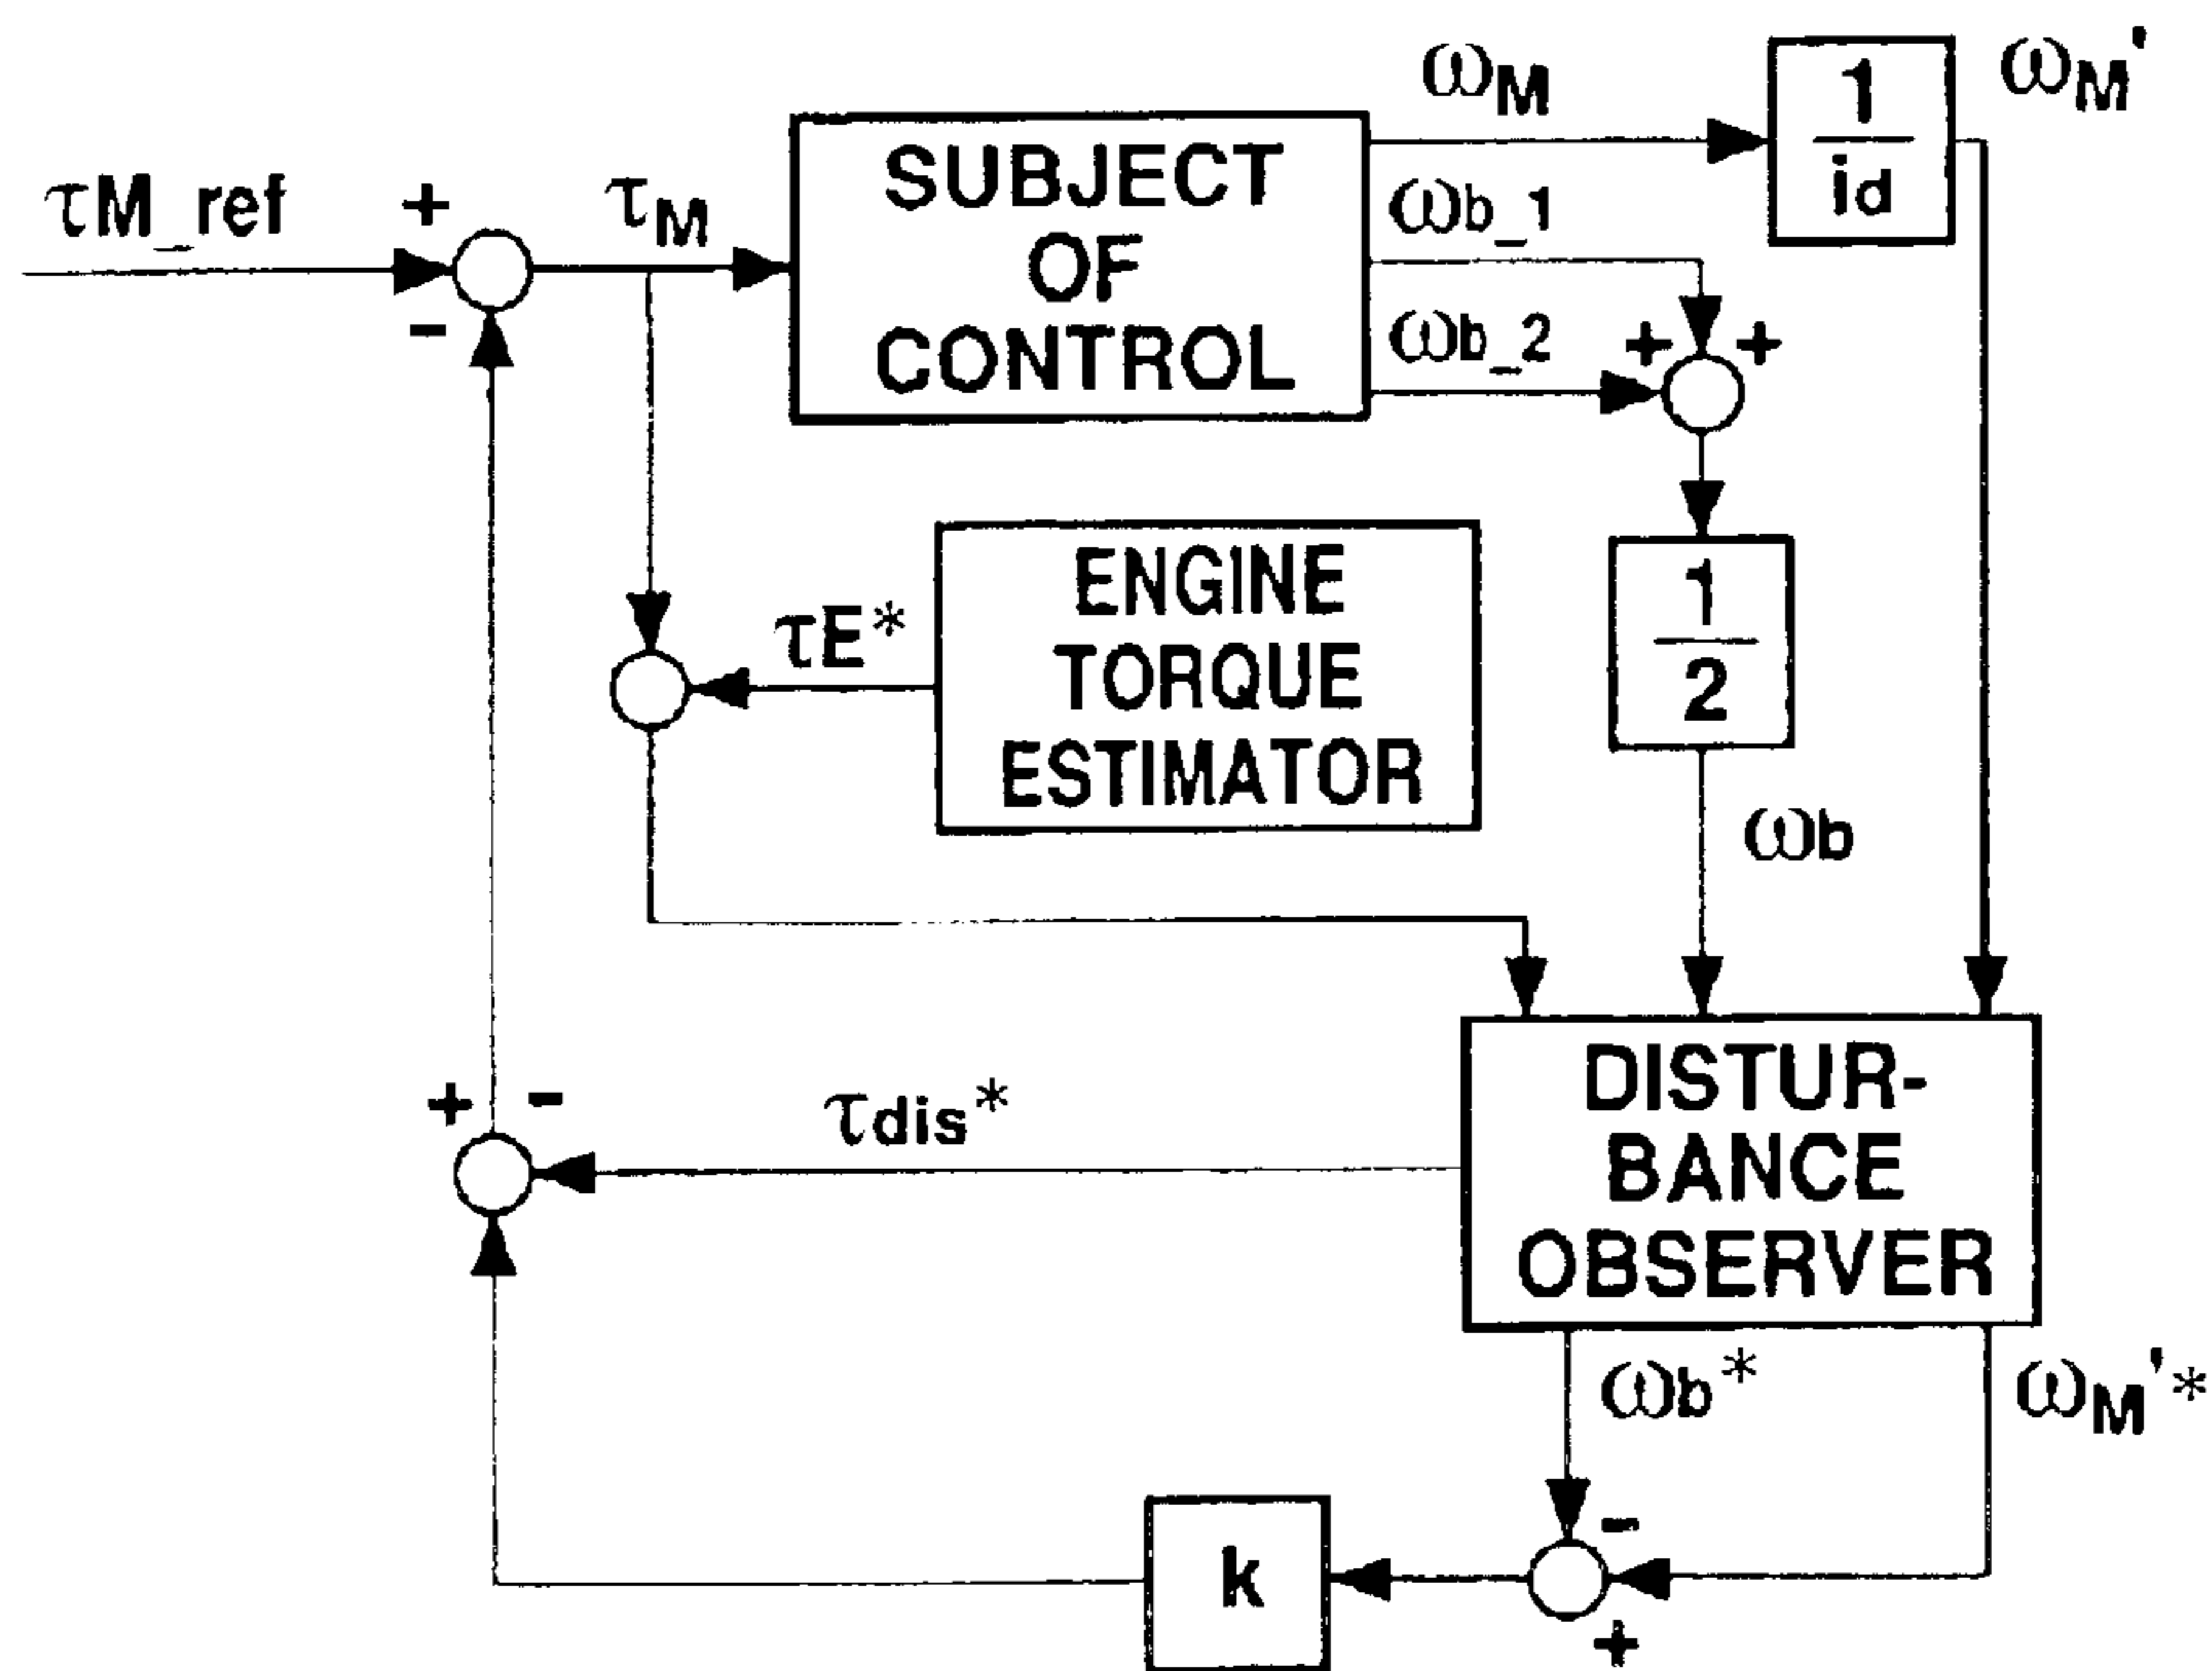 ωM
1
id
ωM'
τM_ref
+
-
τM
SUBJECT
OF
CONTROL
ωb_1
ωb_2
+
+
τE*
ENGINE
TORQUE
ESTIMATOR
1
2
ωb
+
-
τdis*
DISTUR-
BANCE
OBSERVER
ωb*
ωM'*
-
+
k